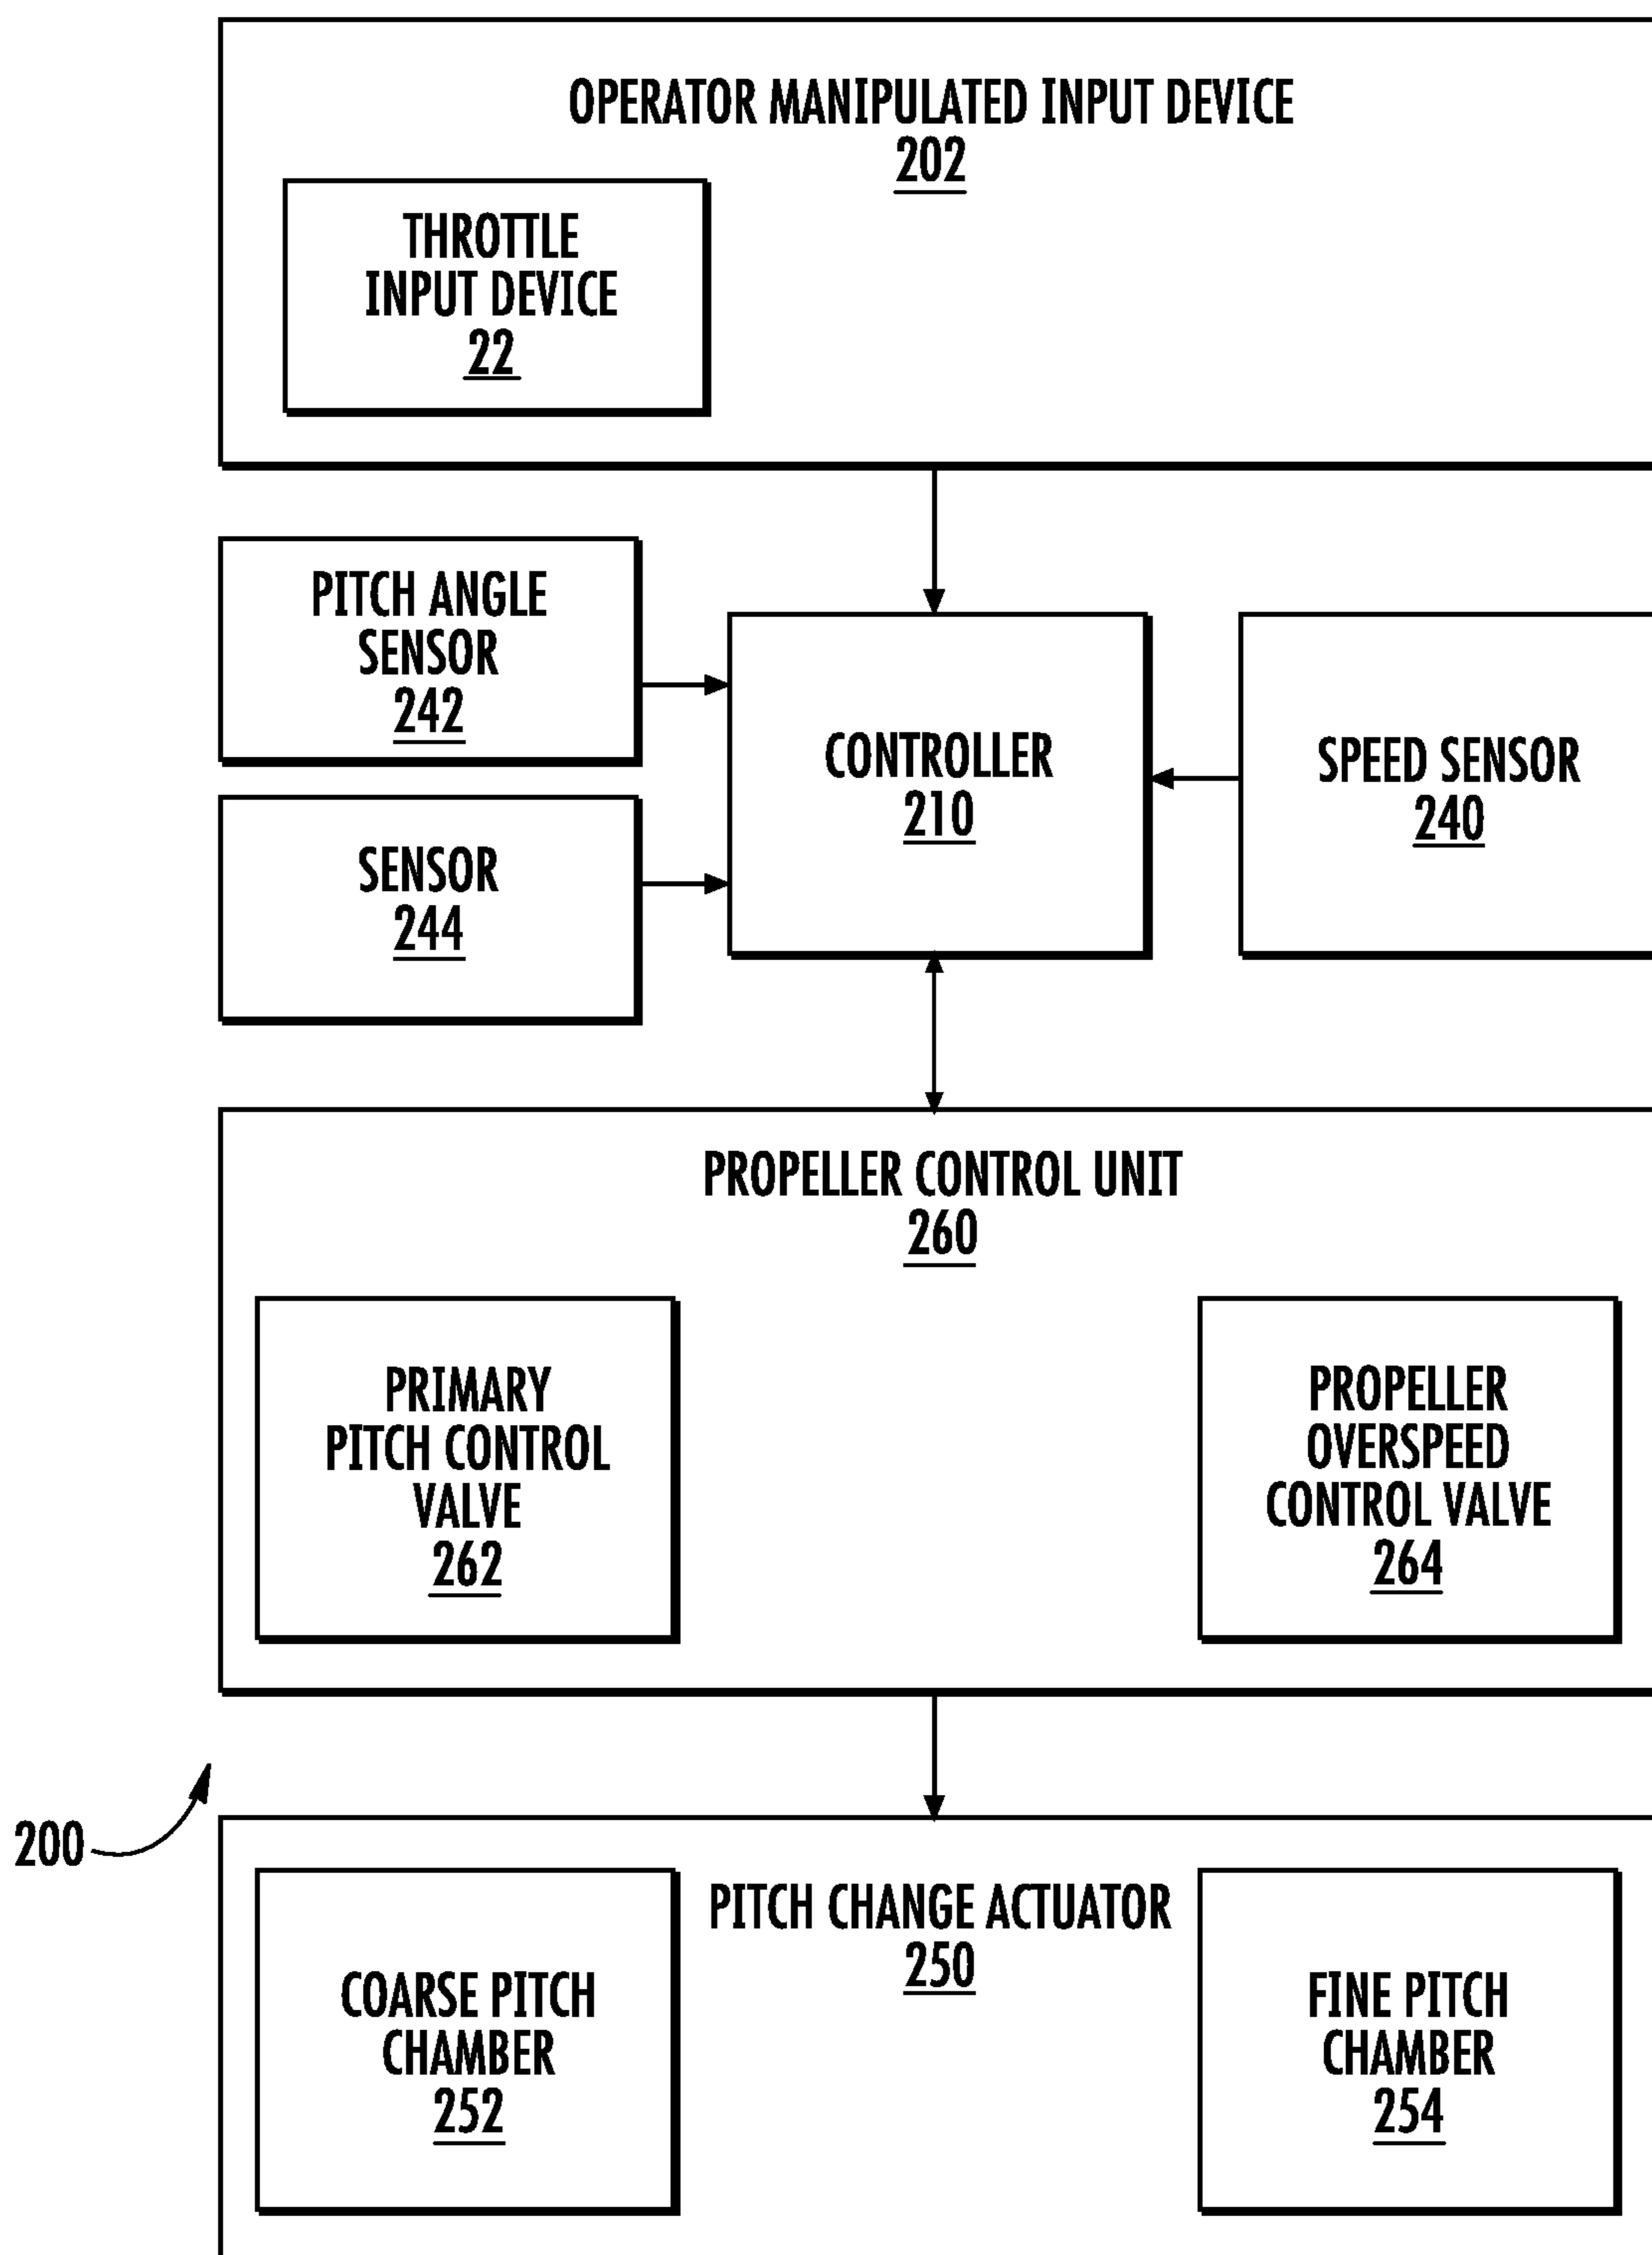 OPERATOR MANIPULATED INPUT DEVICE
202
THROTTLE
INPUT DEVICE
22
PITCH ANGLE
SENSOR
242
SENSOR
244
CONTROLLER
210
SPEED SENSOR
240
PROPELLER CONTROL UNIT
260
PRIMARY
PITCH CONTROL
VALVE
262
PROPELLER
OVERSPEED
CONTROL VALVE
264
200
PITCH CHANGE ACTUATOR
250
COARSE PITCH
CHAMBER
252
FINE PITCH
CHAMBER
254